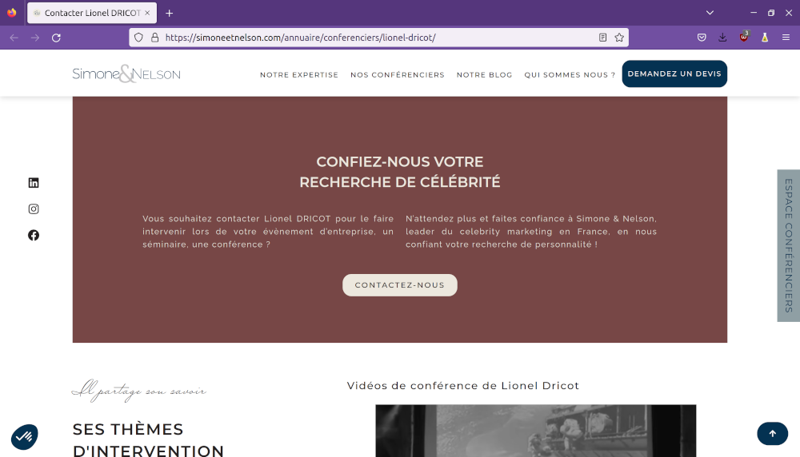 Contacter Lionel DRICOT
https://simoneetnelson.com/annuaire/conferenciers/lionel-dricot/
Simone&Nelson
NOTRE EXPERTISE
NOS CONFÉRENCIERS
NOTRE BLOG
QUI SOMMES NOUS ?
DEMANDEZ UN DEVIS
CONFIEZ-NOUS VOTRE
RECHERCHE DE CÉLÉBRITÉ
Vous souhaitez contacter Lionel DRICOT pour le faire
intervenir lors de votre évènement d'entreprise, un
séminaire, une conférence ?
N'attendez plus et faites confiance à Simone & Nelson,
leader du celebrity marketing en France, en nous
confiant votre recherche de personnalité !
CONTACTEZ-NOUS
ESPACE CONFÉRENCIERS
Il partage son savoir
SES THÈMES
D'INTERVENTION
Vidéos de conférence de Lionel Dricot